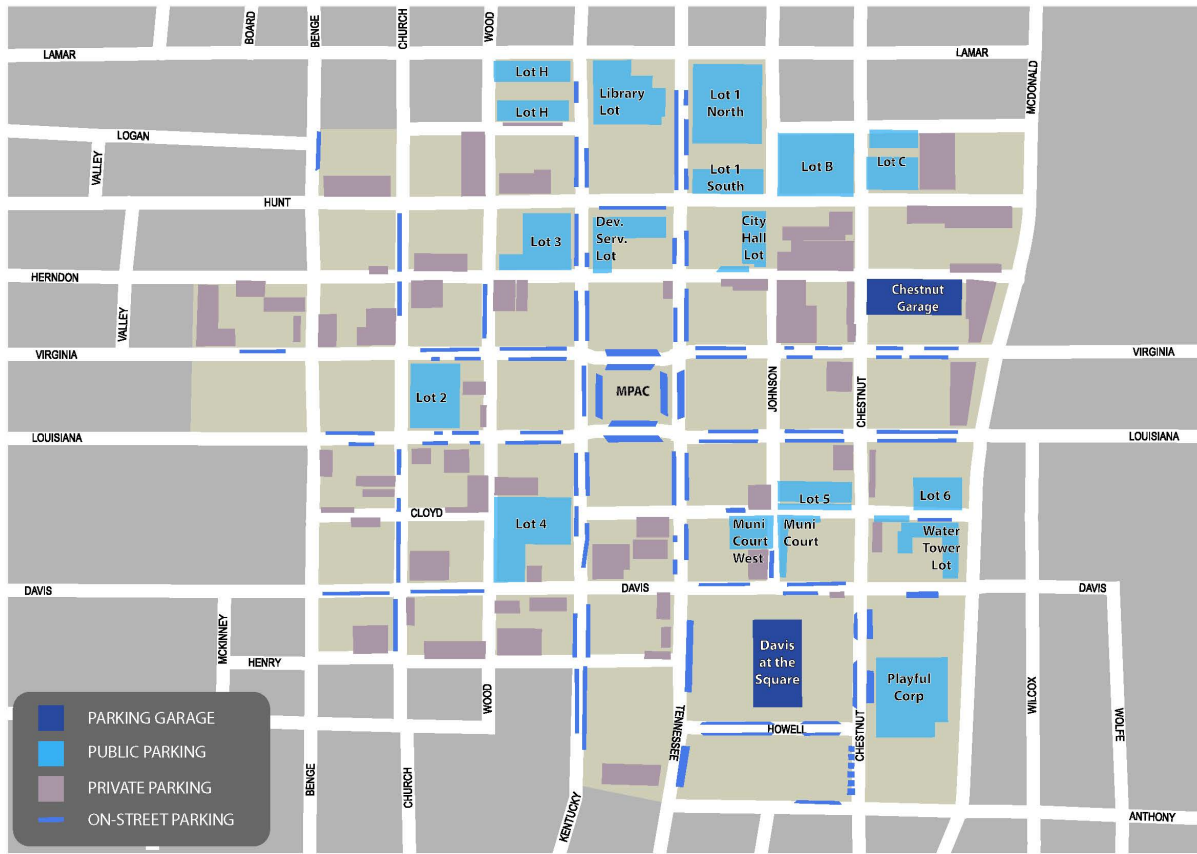 BOARD
BENGE
CHURCH
WOOD
LAMAR
LAMAR
MCDONALD
Lot H
Lot H
Library
Lot
Lot 1
North
LOGAN
VALLEY
Lot B
Lot C
Lot 1
South
HUNT
Lot 3
Dev.
Serv.
Lot
City
Hall
Lot
HERNDON
VALLEY
Chestnut
Garage
VIRGINIA
VIRGINIA
Lot 2
MPAC
JOHNSON
CHESTNUT
LOUISIANA
LOUISIANA
Lot 5
Lot 6
CLOYD
Lot 4
Muni
Court
West
Muni
Court
Water
Tower
Lot
DAVIS
DAVIS
DAVIS
MCKINNEY
HENRY
Davis
at the
Square
Playful
Corp
WOOD
TENNESSEE
HOWELL
CHESTNUT
WILCOX
WOLFE
BENGE
CHURCH
KENTUCKY
ANTHONY
PARKING GARAGE
PUBLIC PARKING
PRIVATE PARKING
ON-STREET PARKING